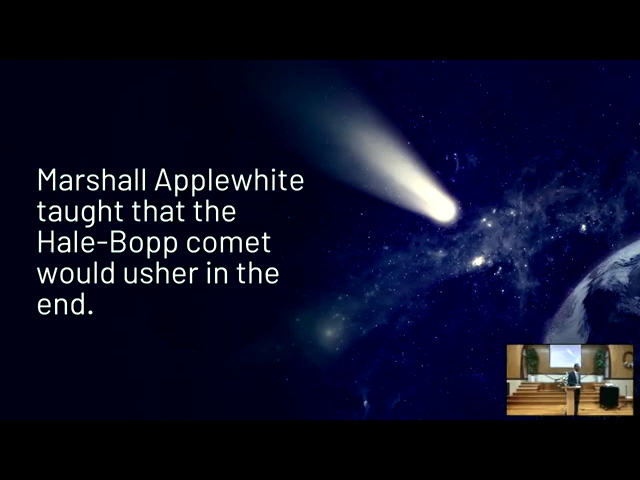 Marshall Applewhite
taught that the
Hale-Bopp comet
would usher in the
end.